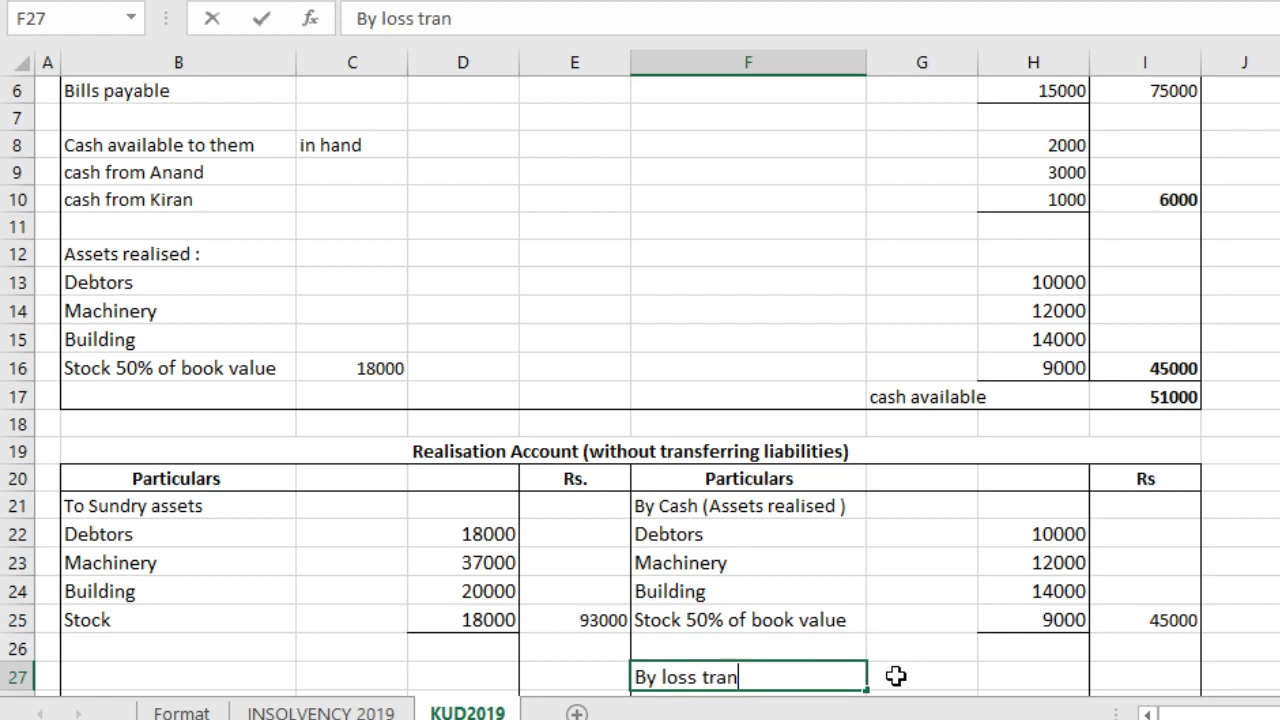 F27 fx By loss tran
A B C D E F G H I J
6 Bills payable 15000 75000
7
8 Cash available to them in hand 2000
9 cash from Anand 3000
10 cash from Kiran 1000 6000
11
12 Assets realised :
13 Debtors 10000
14 Machinery 12000
15 Building 14000
16 Stock 50% of book value 18000 9000 45000
17 cash available 51000
18
19 Realisation Account (without transferring liabilities)
20 Particulars Rs. Particulars Rs
21 To Sundry assets By Cash (Assets realised )
22 Debtors 18000 Debtors 10000
23 Machinery 37000 Machinery 12000
24 Building 20000 Building 14000
25 Stock 18000 93000 Stock 50% of book value 9000 45000
26
27 By loss tran
Format INSOLVENCY 2019 KUD2019